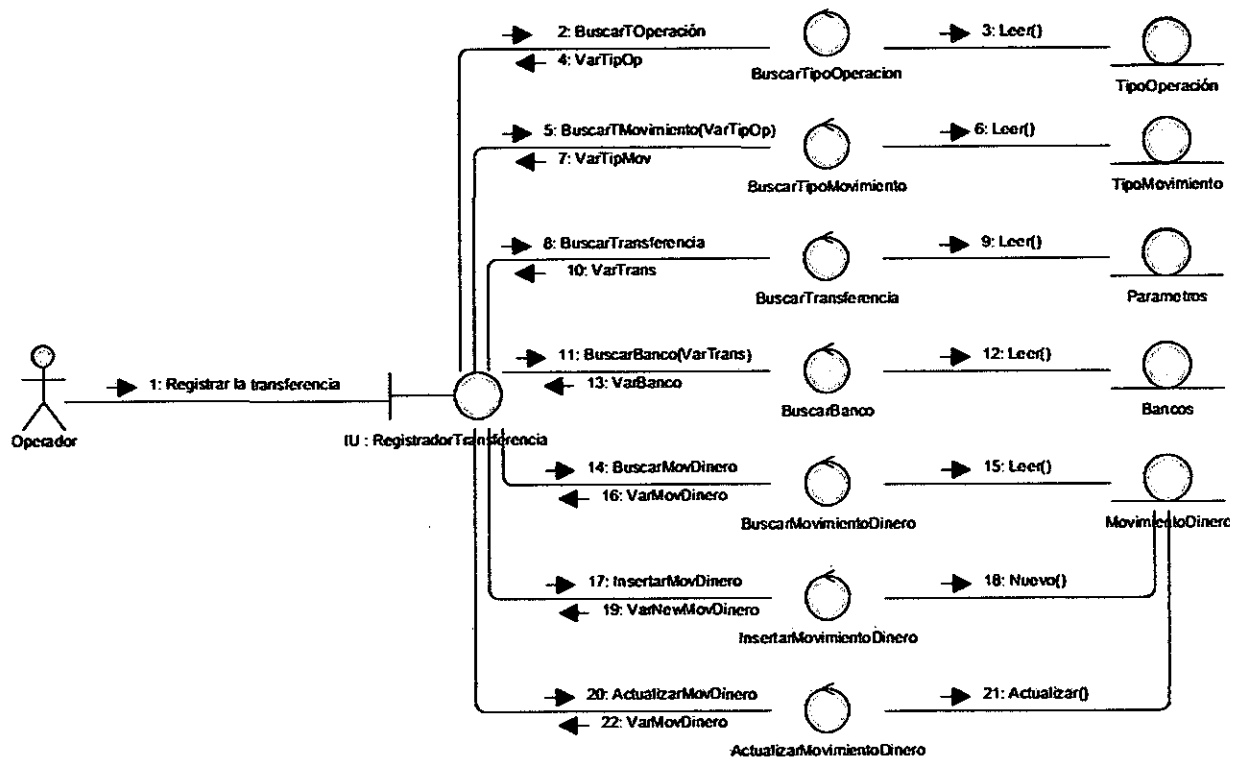 2: BuscarTOperación
3: Leer()
4: VarTipOp
BuscarTipoOperacion
TipoOperación
5: BuscarTMovimiento(VarTipOp)
6: Leer()
7: VarTipMov
BuscarTipoMovimiento
TipoMovimiento
8: BuscarTransferencia
9: Leer()
10: VarTrans
BuscarTransferencia
Parametros
11: BuscarBanco(VarTrans)
12: Leer()
13: VarBanco
1: Registrar la transferencia
BuscarBanco
Bancos
Operador
IU : RegistradorTransferencia
14: BuscarMovDinero
15: Leer()
16: VarMovDinero
BuscarMovimientoDinero
MovimientoDinero
17: InsertarMovDinero
18: Nuevo()
19: VarNewMovDinero
InsertarMovimientoDinero
20: ActualizarMovDinero
21: Actualizar()
22: VarMovDinero
ActualizarMovimientoDinero